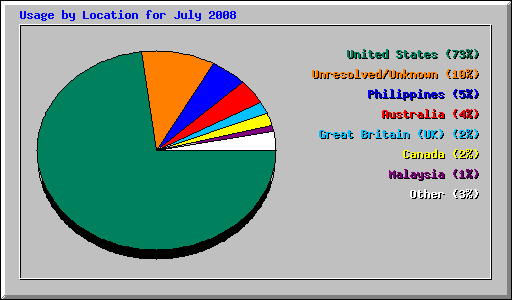 Usage by Location for July 2008
United States (73%)
Unresolved/Unknown (10%)
Philippines (5%)
Australia (4%)
Great Britain (UK) (2%)
Canada (2%)
Malaysia (1%)
Other (3%)